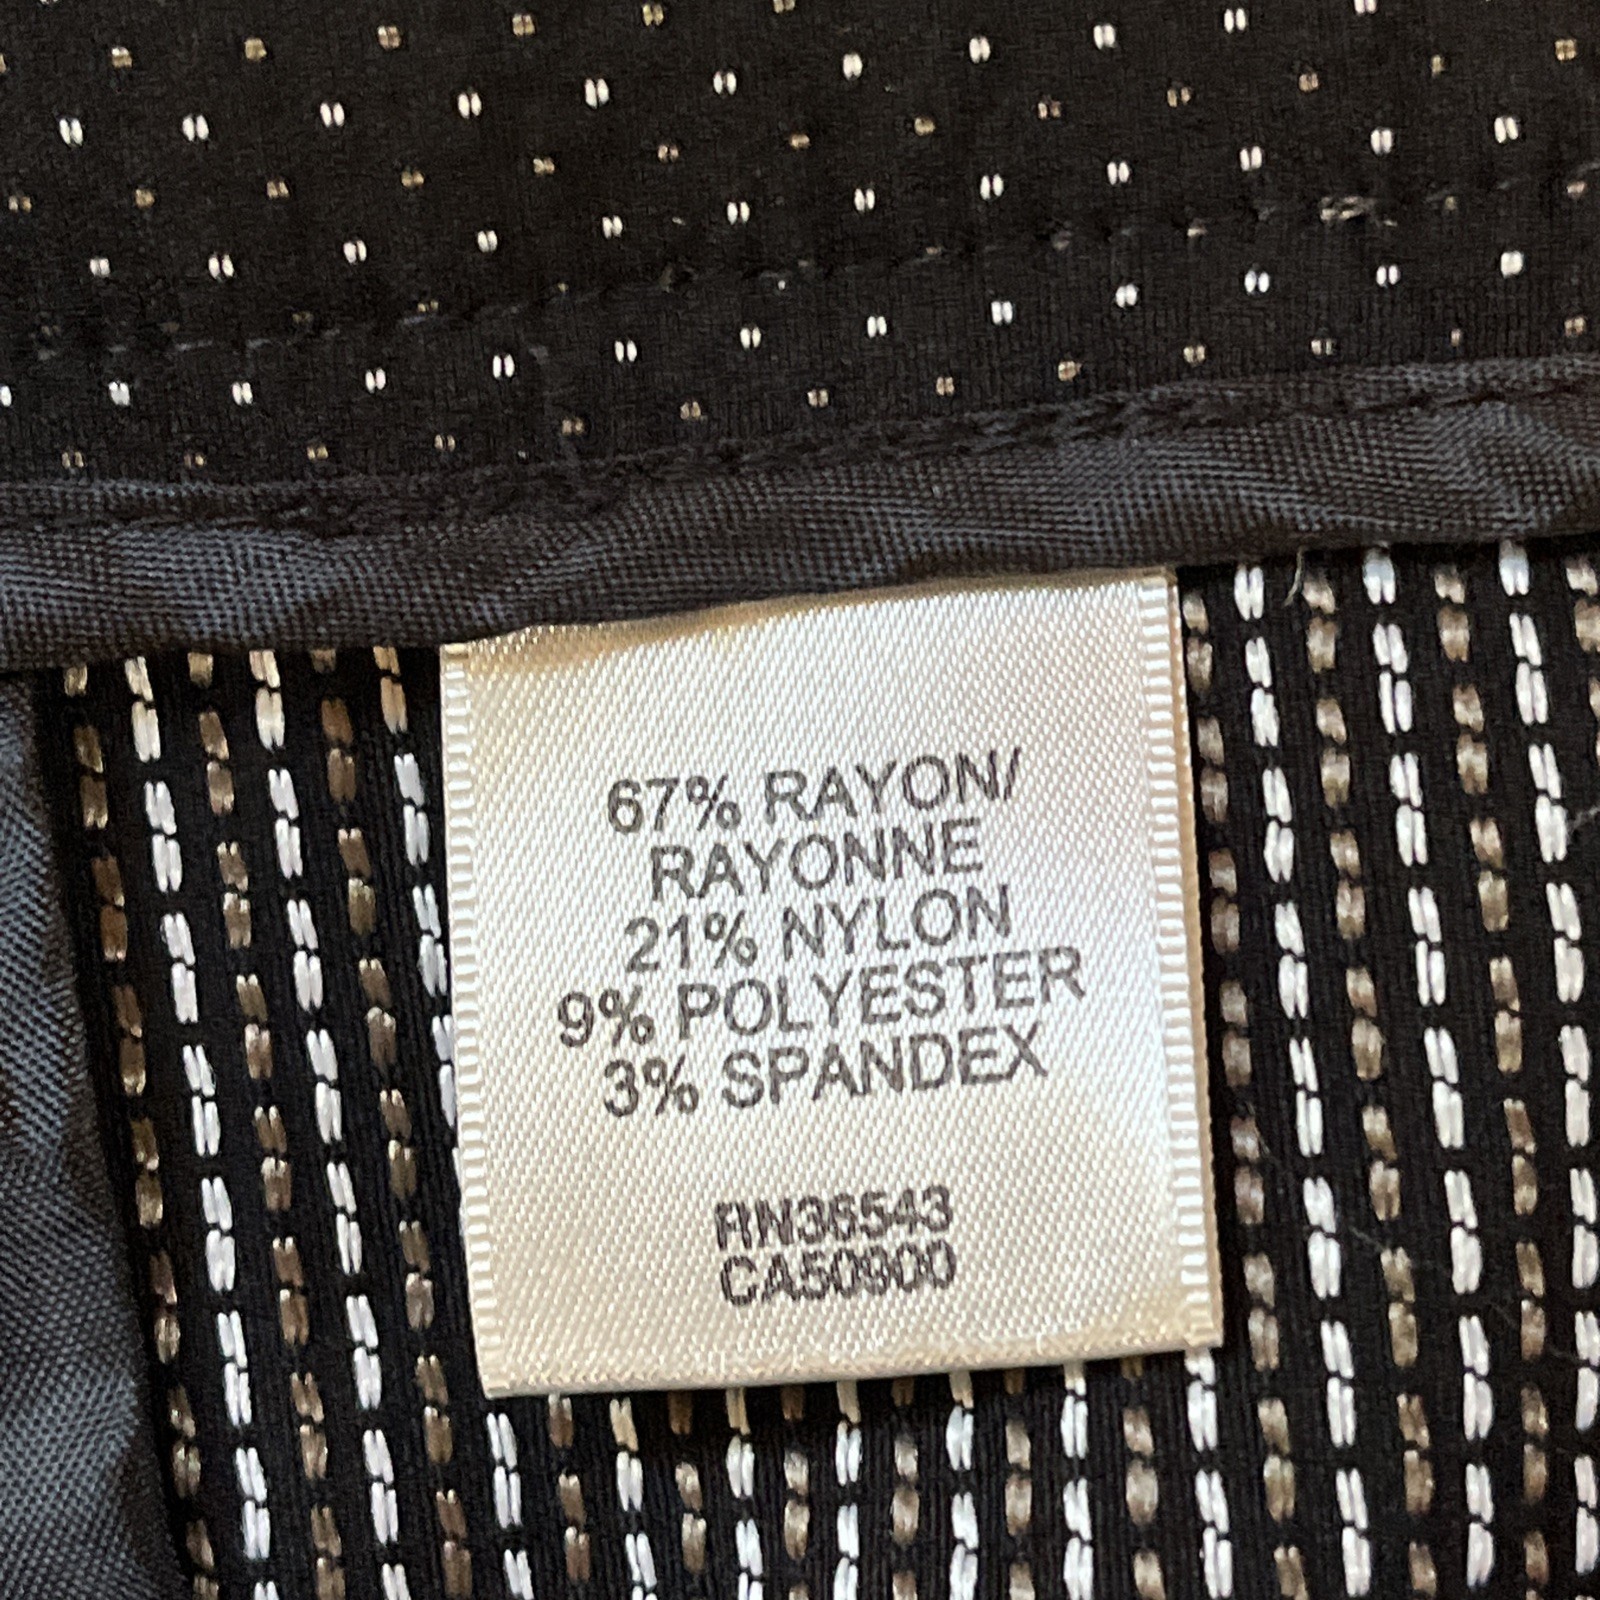 67% RAYON/
RAYONNE
21% NYLON
9% POLYESTER
3% SPANDEX
RN36543
CA50900